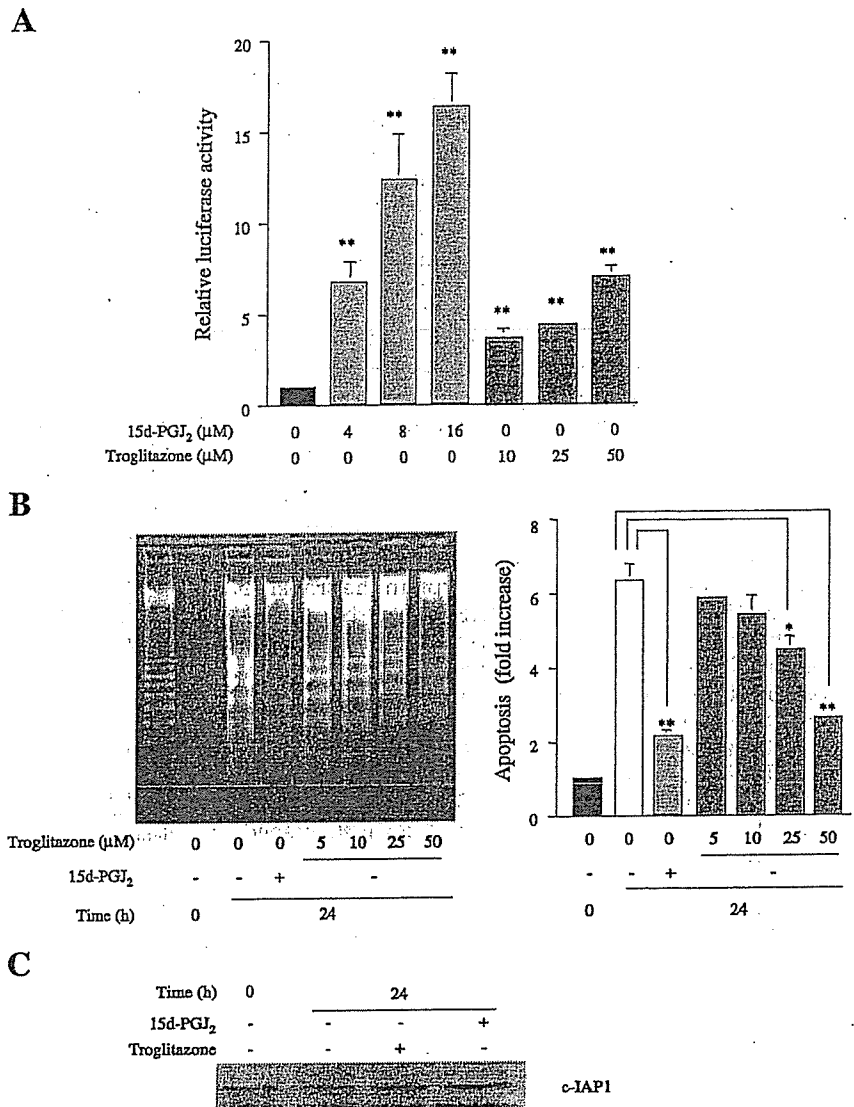 A
Relative luciferase activity
20
15
10
5
0
**
**
**
**
**
**
15d-PGJ₂ (µM) 0 4 8 16 0 0 0
Troglitazone (µM) 0 0 0 0 10 25 50
B
Apoptosis (fold increase)
8
6
4
2
0
**
*
**
Troglitazone (µM) 0 0 0 5 10 25 50
15d-PGJ₂ - - + -
Time (h) 0 24
0 0 0 5 10 25 50
- - + -
0 24
C
Time (h) 0 24
15d-PGJ₂ - - - +
Troglitazone - - + -
c-IAP1